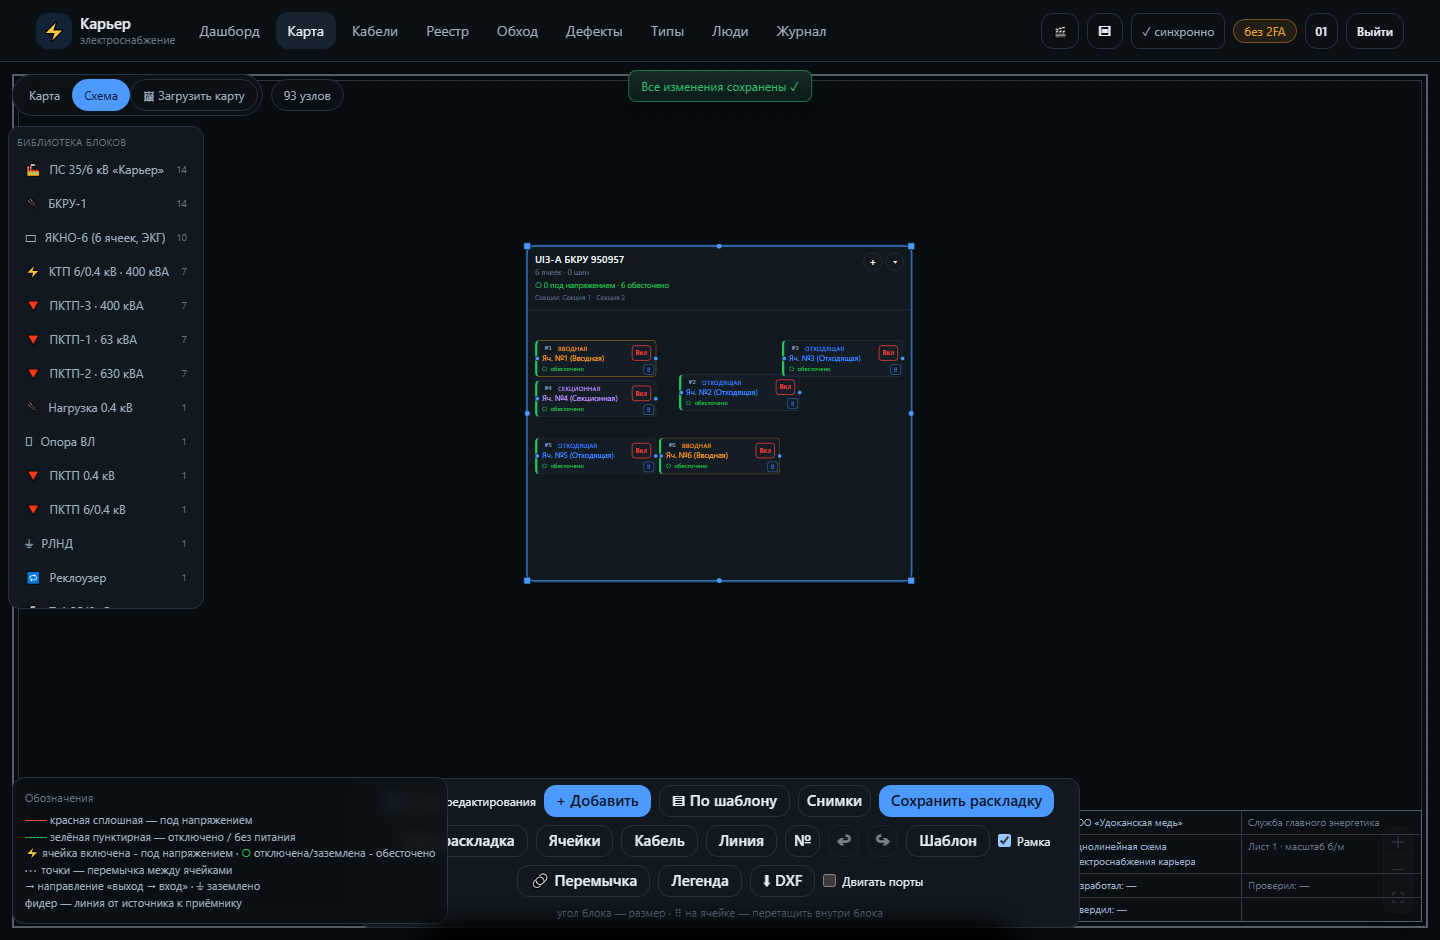 Карьер
электроснабжение
Дашборд
Карта
Кабели
Реестр
Обход
Дефекты
Типы
Люди
Журнал
✓ синхронно
без 2FA
01
Выйти
Карта
Схема
Загрузить карту
93 узлов
Все изменения сохранены ✓
БИБЛИОТЕКА БЛОКОВ
ПС 35/6 кВ «Карьер» 14
БКРУ-1 14
ЯКНО-6 (6 ячеек, ЭКГ) 10
КТП 6/0.4 кВ · 400 кВА 7
ПКТП-3 · 400 кВА 7
ПКТП-1 · 63 кВА 7
ПКТП-2 · 630 кВА 7
Нагрузка 0.4 кВ 1
Опора ВЛ 1
ПКТП 0.4 кВ 1
ПКТП 6/0.4 кВ 1
РЛНД 1
Реклоузер 1
UI3-A БКРУ 950957
6 ячеек · 0 шин
0 под напряжением · 6 обесточено
Секции: Секция 1 · Секция 2
№1 ВВОДНАЯ
Яч. №1 (Вводная)
обесточено
Вкл
№3 ОТХОДЯЩАЯ
Яч. №3 (Отходящая)
обесточено
Вкл
№4 СЕКЦИОННАЯ
Яч. №4 (Секционная)
обесточено
Вкл
№2 ОТХОДЯЩАЯ
Яч. №2 (Отходящая)
обесточено
Вкл
№5 ОТХОДЯЩАЯ
Яч. №5 (Отходящая)
обесточено
Вкл
№6 ВВОДНАЯ
Яч. №6 (Вводная)
обесточено
Вкл
Обозначения
красная сплошная — под напряжением
зелёная пунктирная — отключено / без питания
ячейка включена - под напряжением · отключена/заземлена - обесточено
точки — перемычка между ячейками
→ направление «выход → вход» · ⏚ заземлено
фидер — линия от источника к приёмнику
редактирования
+ Добавить
По шаблону
Снимки
Сохранить раскладку
раскладка
Ячейки
Кабель
Линия
№
Шаблон
Рамка
Перемычка
Легенда
⬇ DXF
Двигать порты
угол блока — размер · ⠿ на ячейке — перетащить внутри блока
ОО «Удоканская медь»
Служба главного энергетика
днолинейная схема
ектроснабжения карьера
Лист 1 · масштаб б/м
зработал: —
Проверил: —
вердил: —